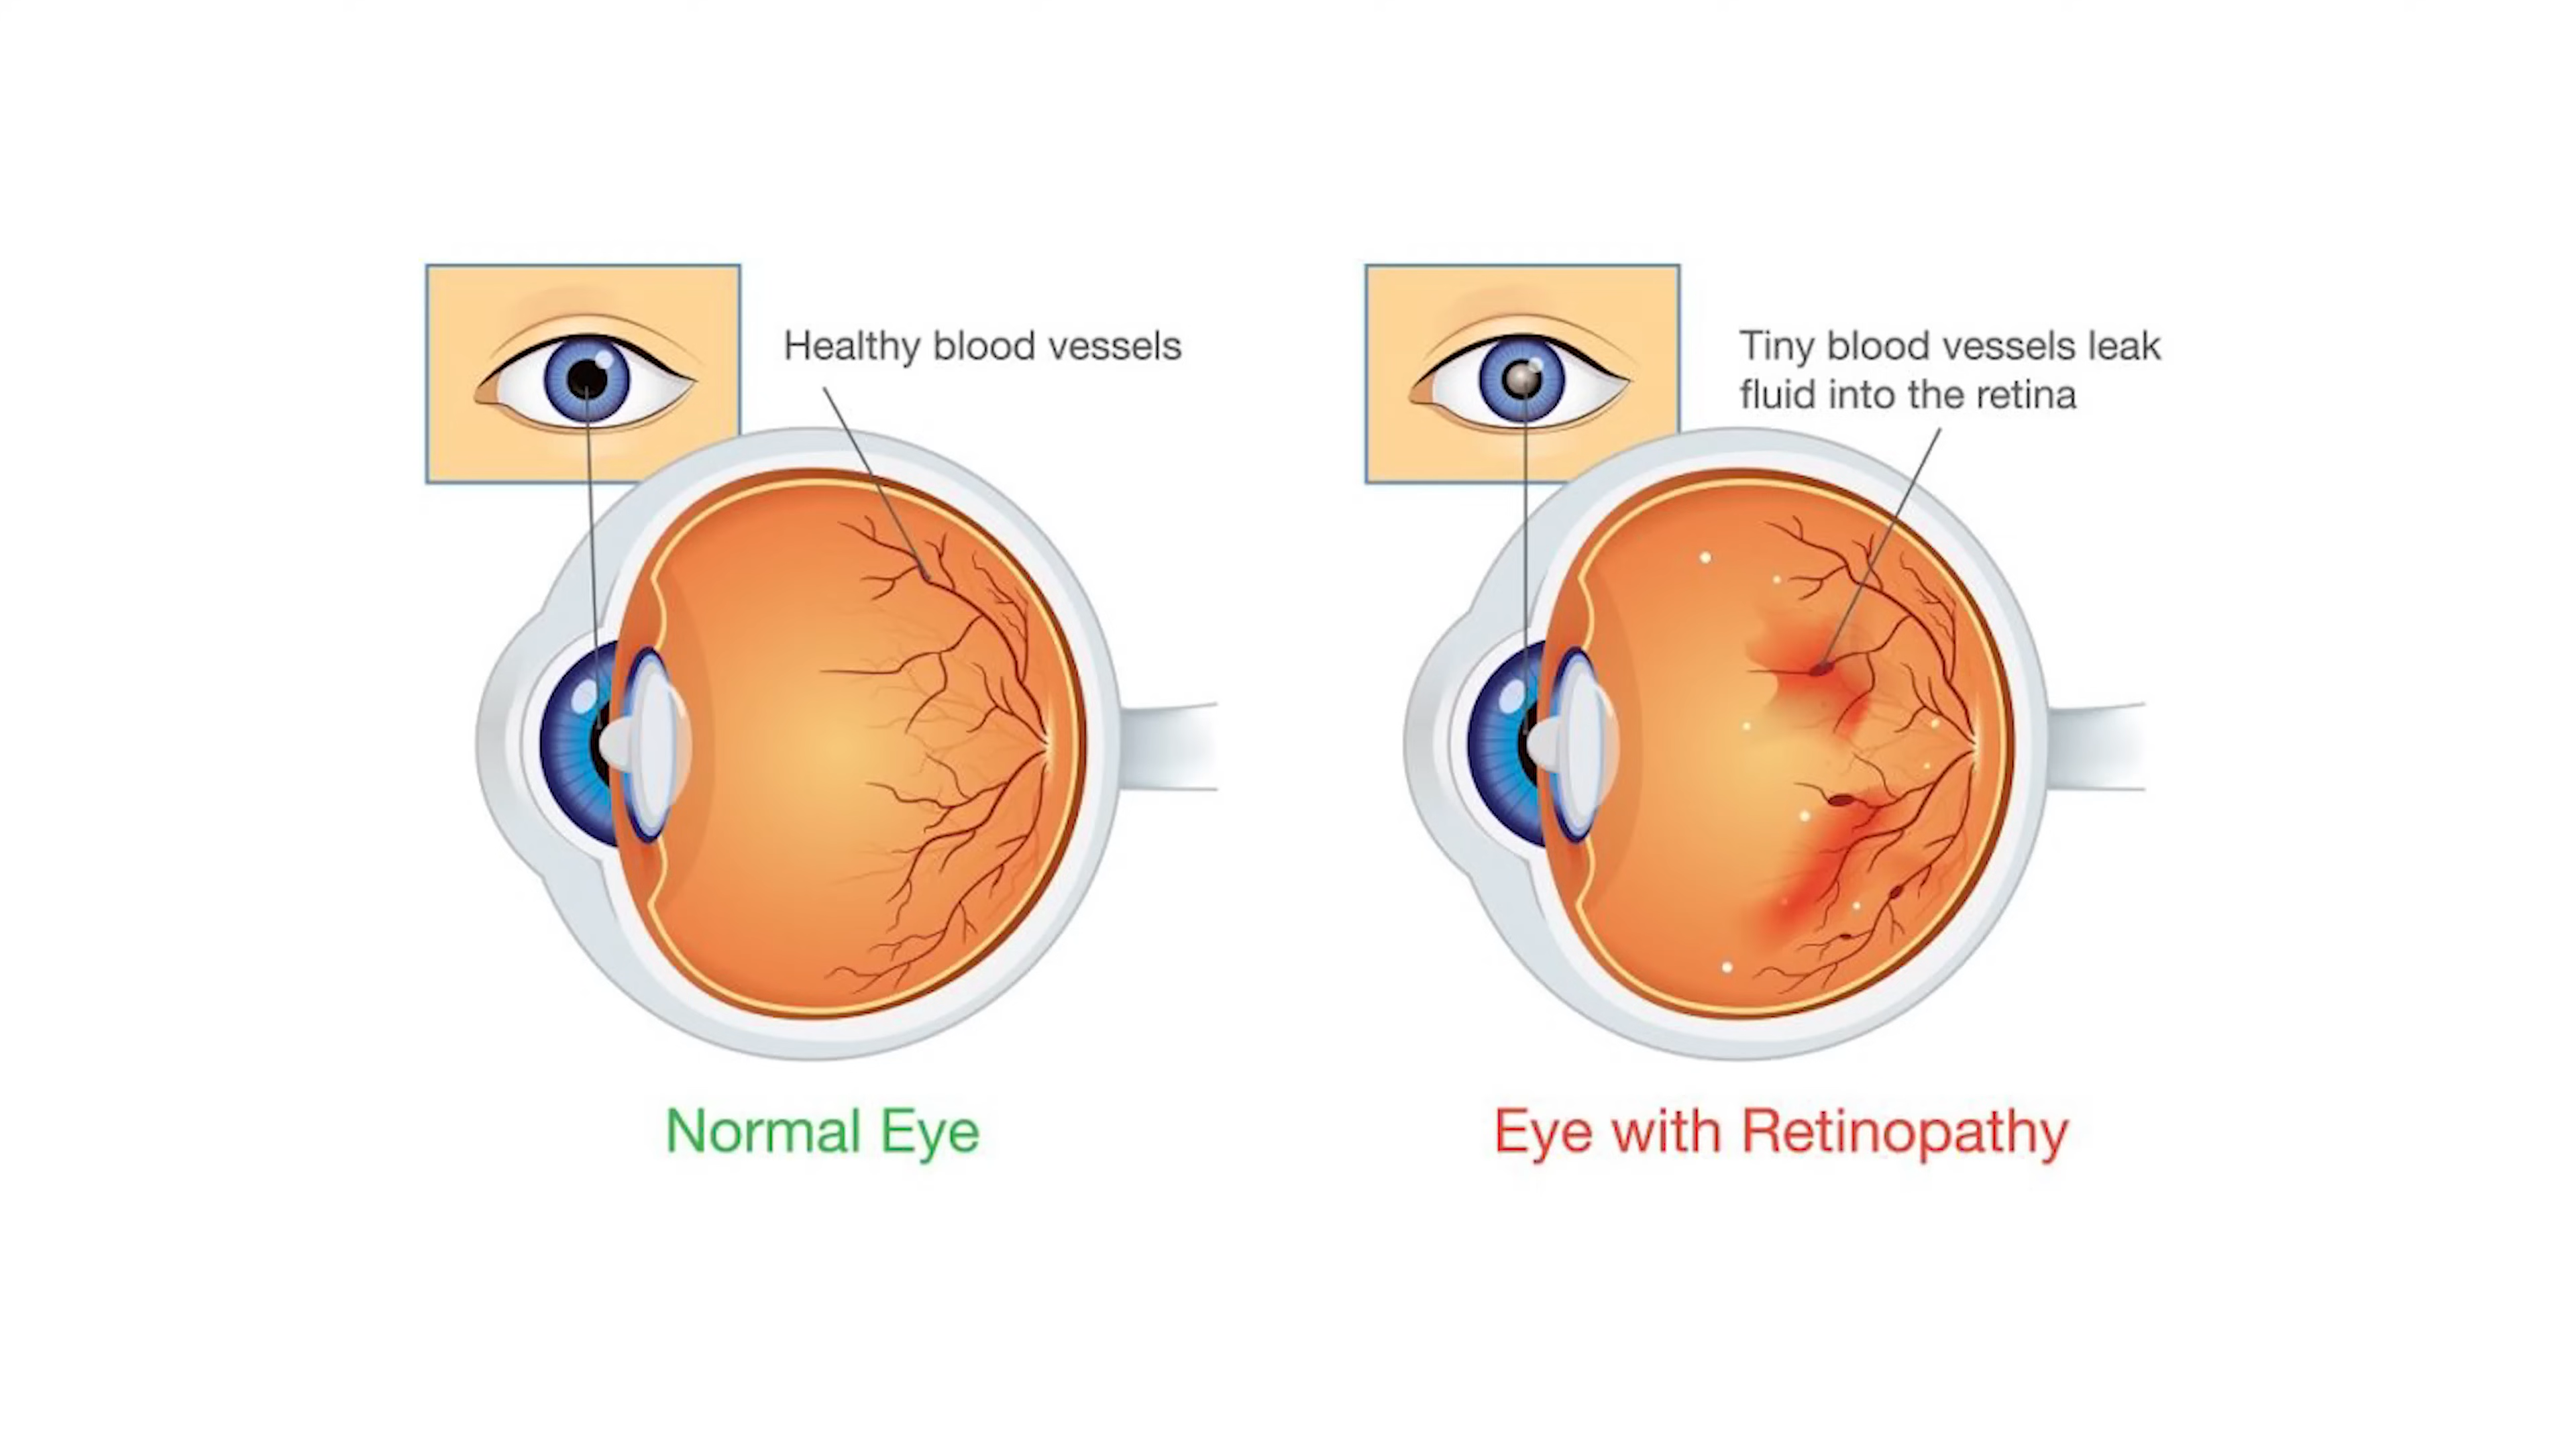 Healthy blood vessels
Tiny blood vessels leak
fluid into the retina
Normal Eye
Eye with Retinopathy